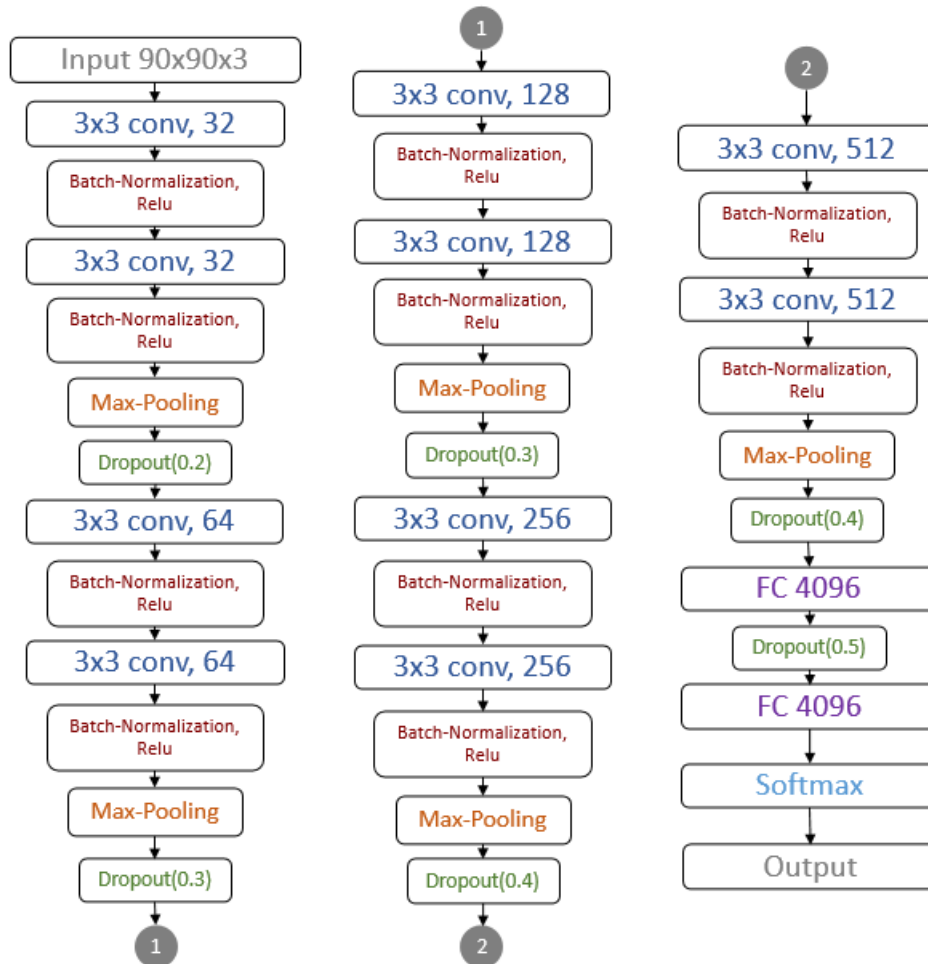 Input 90x90x3
3x3 conv, 32
Batch-Normalization,
Relu
3x3 conv, 32
Batch-Normalization,
Relu
Max-Pooling
Dropout(0.2)
3x3 conv, 64
Batch-Normalization,
Relu
3x3 conv, 64
Batch-Normalization,
Relu
Max-Pooling
Dropout(0.3)
1
1
3x3 conv, 128
Batch-Normalization,
Relu
3x3 conv, 128
Batch-Normalization,
Relu
Max-Pooling
Dropout(0.3)
3x3 conv, 256
Batch-Normalization,
Relu
3x3 conv, 256
Batch-Normalization,
Relu
Max-Pooling
Dropout(0.4)
2
2
3x3 conv, 512
Batch-Normalization,
Relu
3x3 conv, 512
Batch-Normalization,
Relu
Max-Pooling
Dropout(0.4)
FC 4096
Dropout(0.5)
FC 4096
Softmax
Output